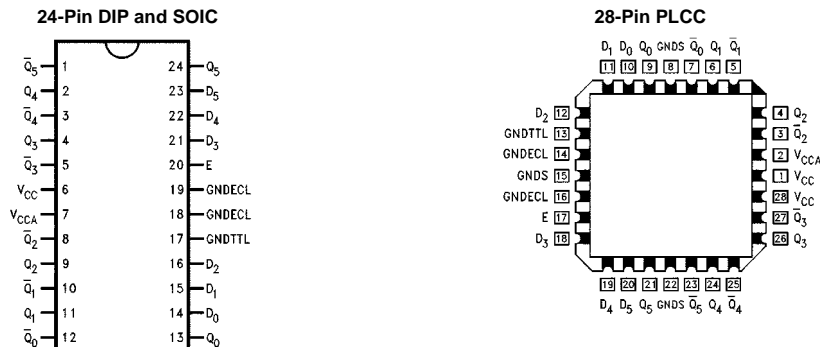 24-Pin DIP and SOIC
Q̅5 1 24 Q5
Q4 2 23 D5
Q̅4 3 22 D4
Q3 4 21 D3
Q̅3 5 20 E
VCC 6 19 GNDECL
VCCA 7 18 GNDECL
Q̅2 8 17 GNDTTL
Q2 9 16 D2
Q̅1 10 15 D1
Q1 11 14 D0
Q̅0 12 13 Q0
28-Pin PLCC
D1 D0 Q0 GNDS Q̅0 Q1 Q̅1
11 10 9 8 7 6 5
D2 12 4 Q2
GNDTTL 13 3 Q̅2
GNDECL 14 2 VCCA
GNDS 15 1 VCC
GNDECL 16 28 VCC
E 17 27 Q̅3
D3 18 26 Q3
19 20 21 22 23 24 25
D4 D5 Q5 GNDS Q̅5 Q4 Q̅4